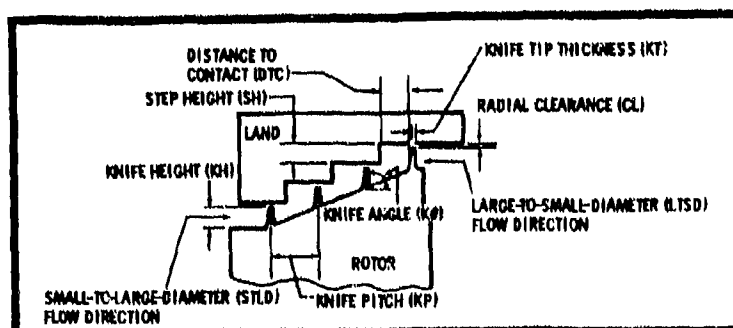 DISTANCE TO
CONTACT (DTC)
KNIFE TIP THICKNESS (KT)
STEP HEIGHT (SH)
RADIAL CLEARANCE (CL)
LAND
KNIFE HEIGHT (KH)
KNIFE ANGLE (KØ)
LARGE-TO-SMALL-DIAMETER (LTSD)
FLOW DIRECTION
ROTOR
SMALL-TO-LARGE-DIAMETER (STLD)
FLOW DIRECTION
KNIFE PITCH (KP)